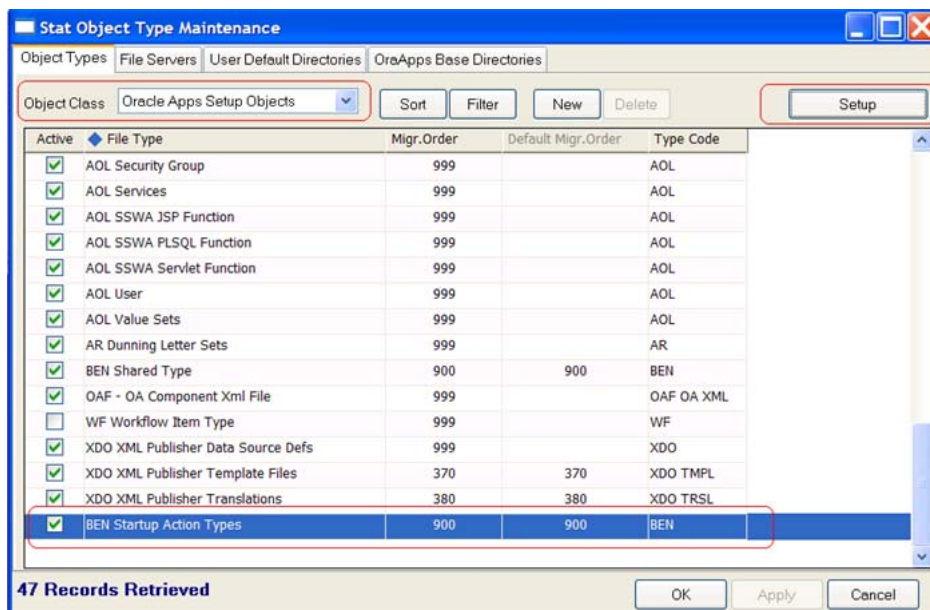 Stat Object Type Maintenance
Object Types File Servers User Default Directories OraApps Base Directories
Object Class Oracle Apps Setup Objects Sort Filter New Delete Setup
Active File Type Migr.Order Default Migr.Order Type Code
AOL Security Group 999 AOL
AOL Services 999 AOL
AOL SSWA JSP Function 999 AOL
AOL SSWA PLSQL Function 999 AOL
AOL SSWA Servlet Function 999 AOL
AOL User 999 AOL
AOL Value Sets 999 AOL
AR Dunning Letter Sets 999 AR
BEN Shared Type 900 900 BEN
OAF - OA Component Xml File 999 OAF OA XML
WF Workflow Item Type 999 WF
XDO XML Publisher Data Source Defs 999 XDO
XDO XML Publisher Template Files 370 370 XDO TMPL
XDO XML Publisher Translations 380 380 XDO TRSL
BEN Startup Action Types 900 900 BEN
47 Records Retrieved OK Apply Cancel